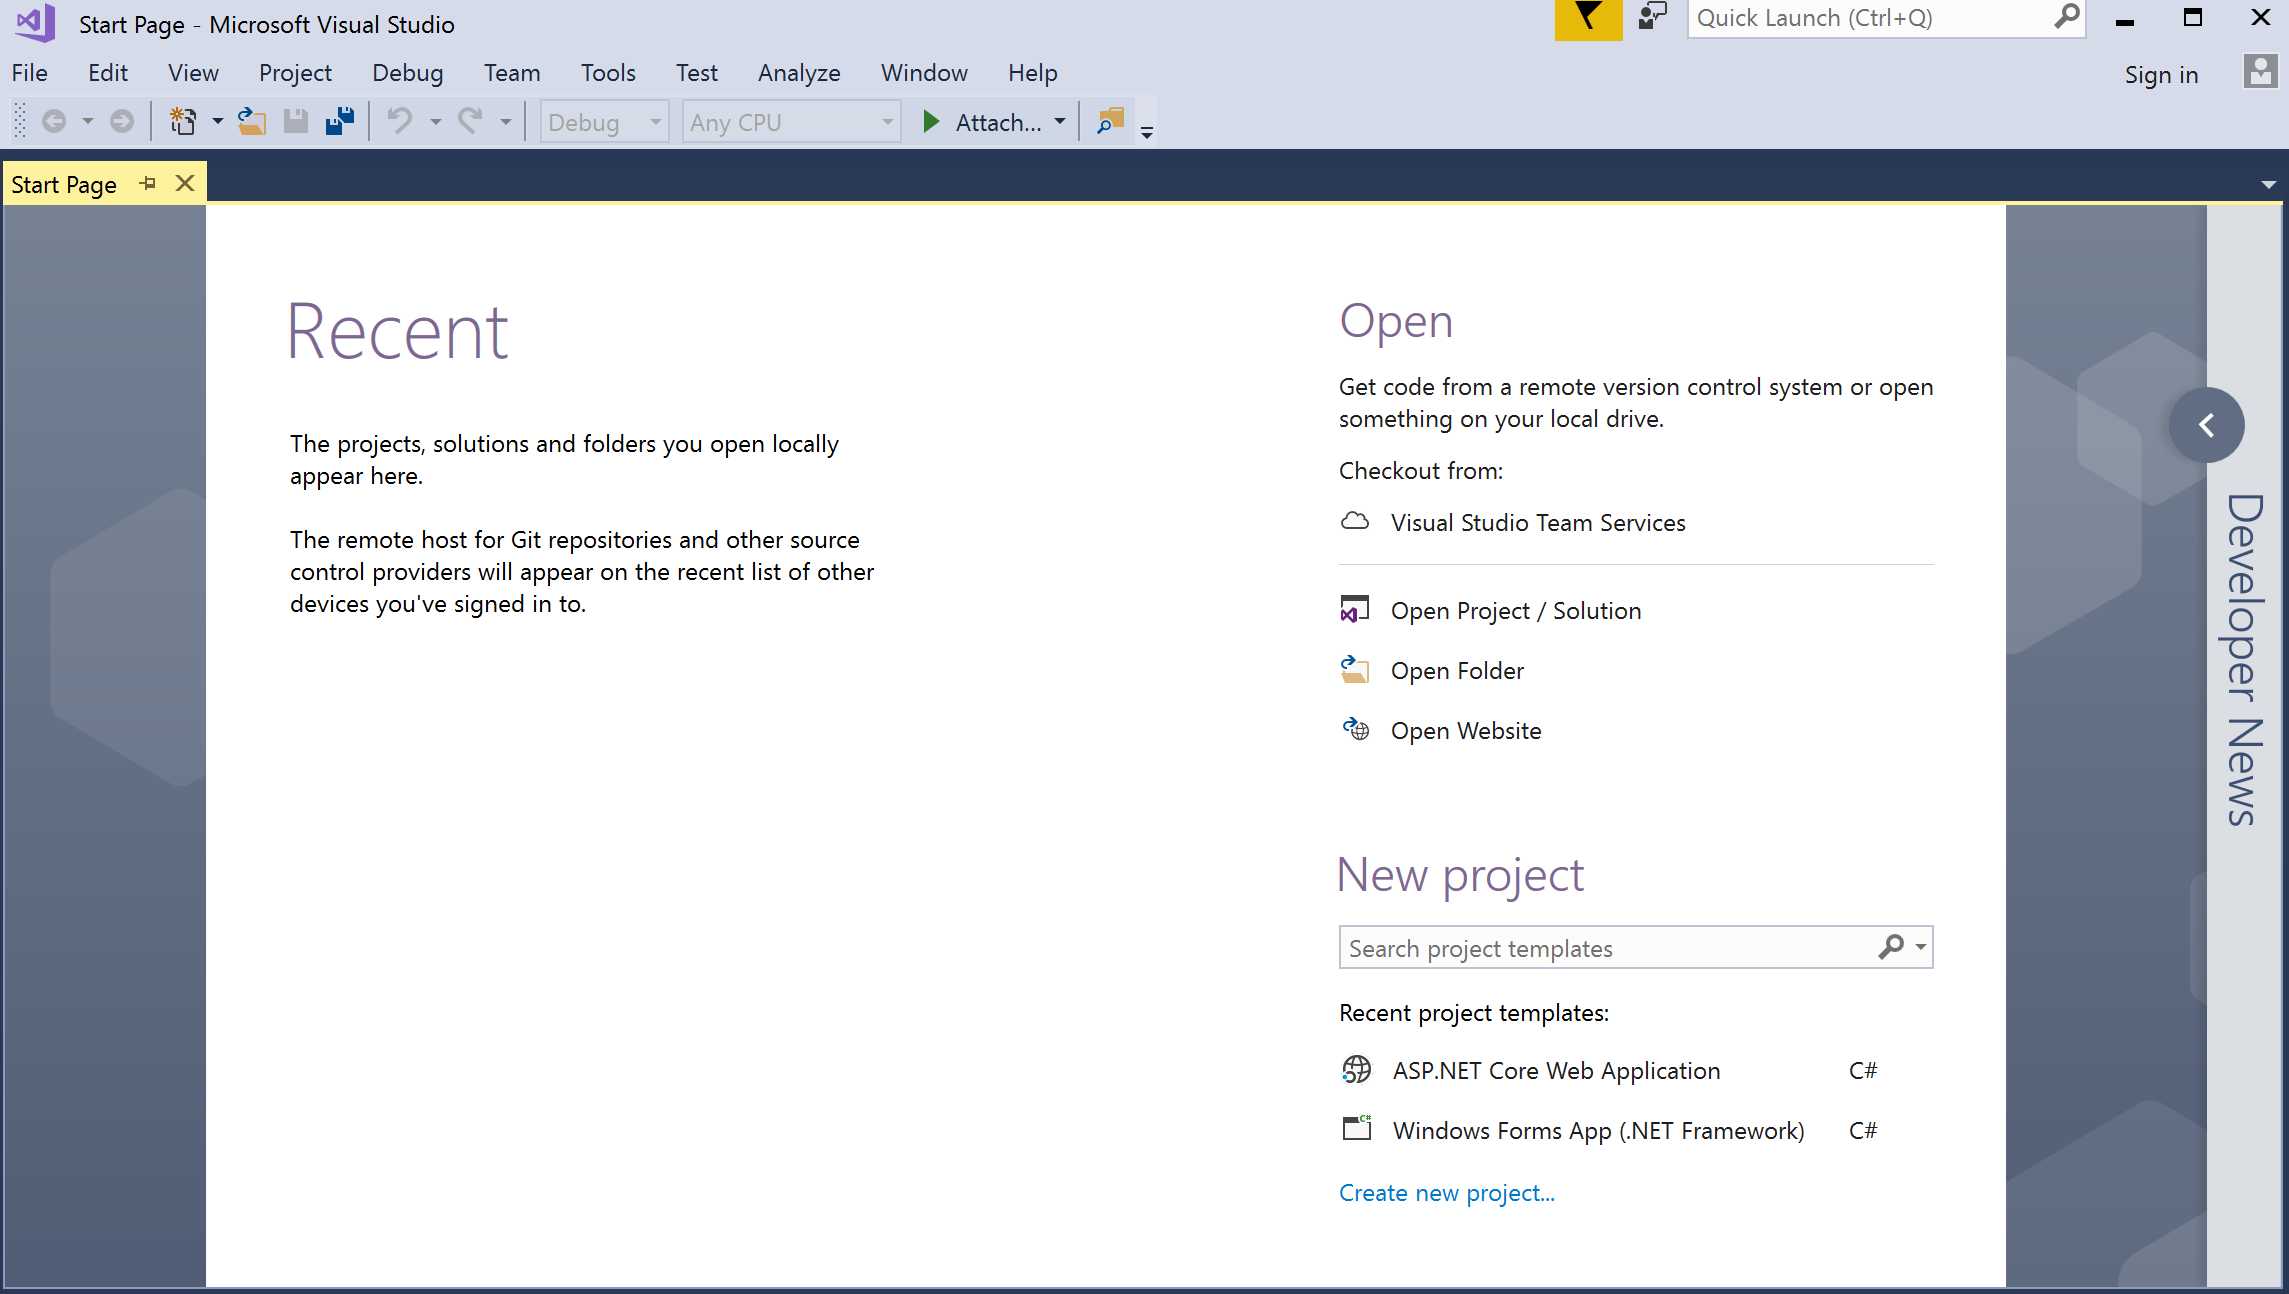 Start Page - Microsoft Visual Studio
Quick Launch (Ctrl+Q)
File Edit View Project Debug Team Tools Test Analyze Window Help
Sign in
Debug Any CPU Attach...
Start Page
Recent
The projects, solutions and folders you open locally
appear here.
The remote host for Git repositories and other source
control providers will appear on the recent list of other
devices you've signed in to.
Open
Get code from a remote version control system or open
something on your local drive.
Checkout from:
Visual Studio Team Services
Open Project / Solution
Open Folder
Open Website
New project
Search project templates
Recent project templates:
ASP.NET Core Web Application C#
Windows Forms App (.NET Framework) C#
Create new project...
Developer News